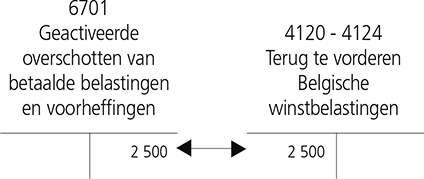 6701
Geactiveerde
overschotten van
betaalde belastingen
en voorheffingen
2 500
4120 - 4124
Terug te vorderen
Belgische
winstbelastingen
2 500